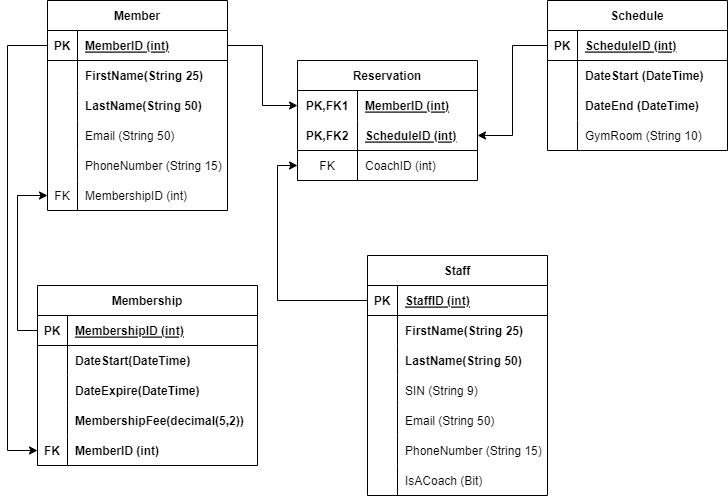 Member
PK MemberID (int)
FirstName(String 25)
LastName(String 50)
Email (String 50)
PhoneNumber (String 15)
FK MembershipID (int)
Reservation
PK,FK1 MemberID (int)
PK,FK2 ScheduleID (int)
FK CoachID (int)
Schedule
PK ScheduleID (int)
DateStart (DateTime)
DateEnd (DateTime)
GymRoom (String 10)
Membership
PK MembershipID (int)
DateStart(DateTime)
DateExpire(DateTime)
MembershipFee(decimal(5,2))
FK MemberID (int)
Staff
PK StaffID (int)
FirstName(String 25)
LastName(String 50)
SIN (String 9)
Email (String 50)
PhoneNumber (String 15)
IsACoach (Bit)